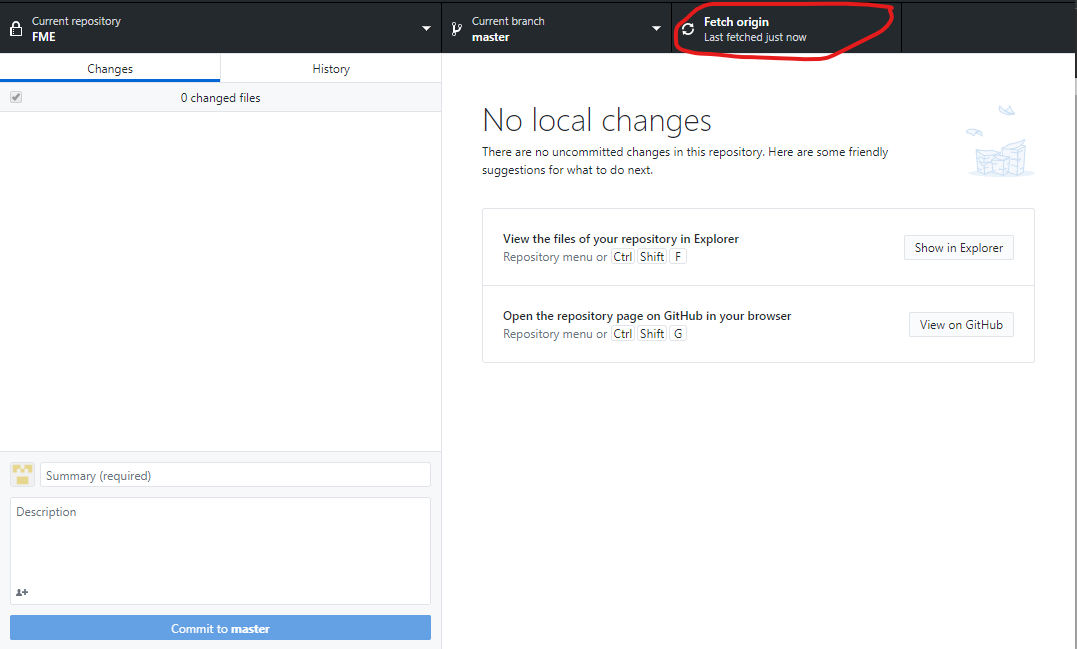 Current repository
FME
Current branch
master
Fetch origin
Last fetched just now
Changes
History
0 changed files
No local changes
There are no uncommitted changes in this repository. Here are some friendly
suggestions for what to do next.
View the files of your repository in Explorer
Repository menu or Ctrl Shift F
Show in Explorer
Open the repository page on GitHub in your browser
Repository menu or Ctrl Shift G
View on GitHub
Summary (required)
Description
Commit to master